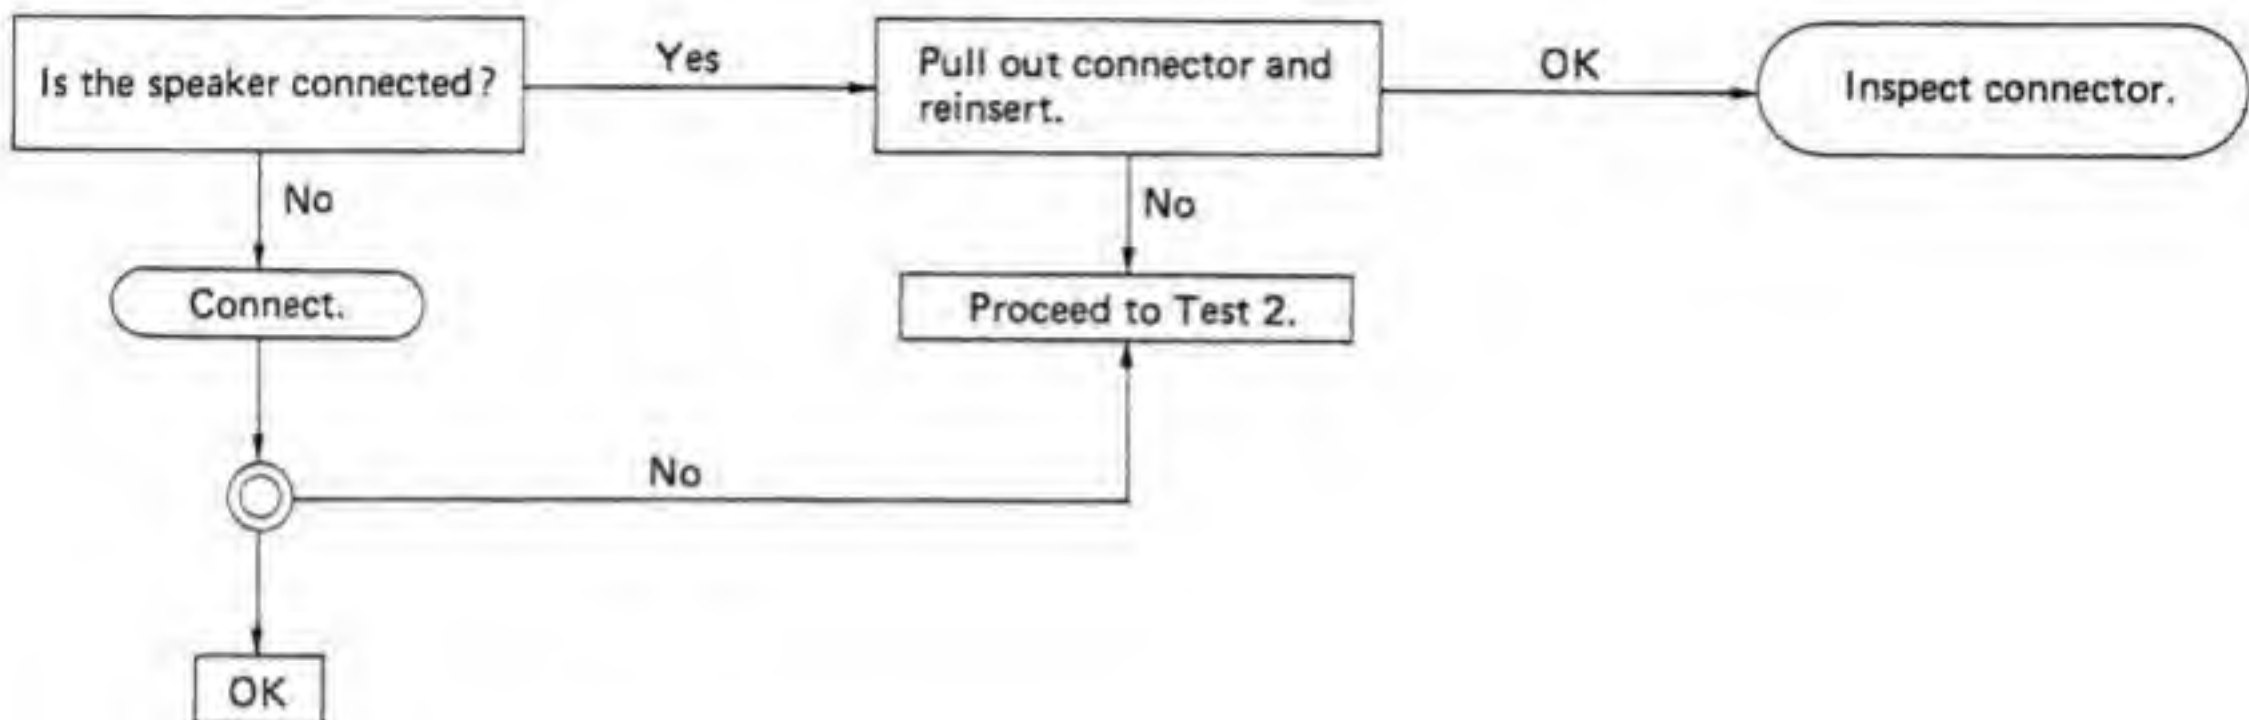 Is the speaker connected?
Yes
Pull out connector and
reinsert.
OK
Inspect connector.
No
No
Connect.
Proceed to Test 2.
No
OK